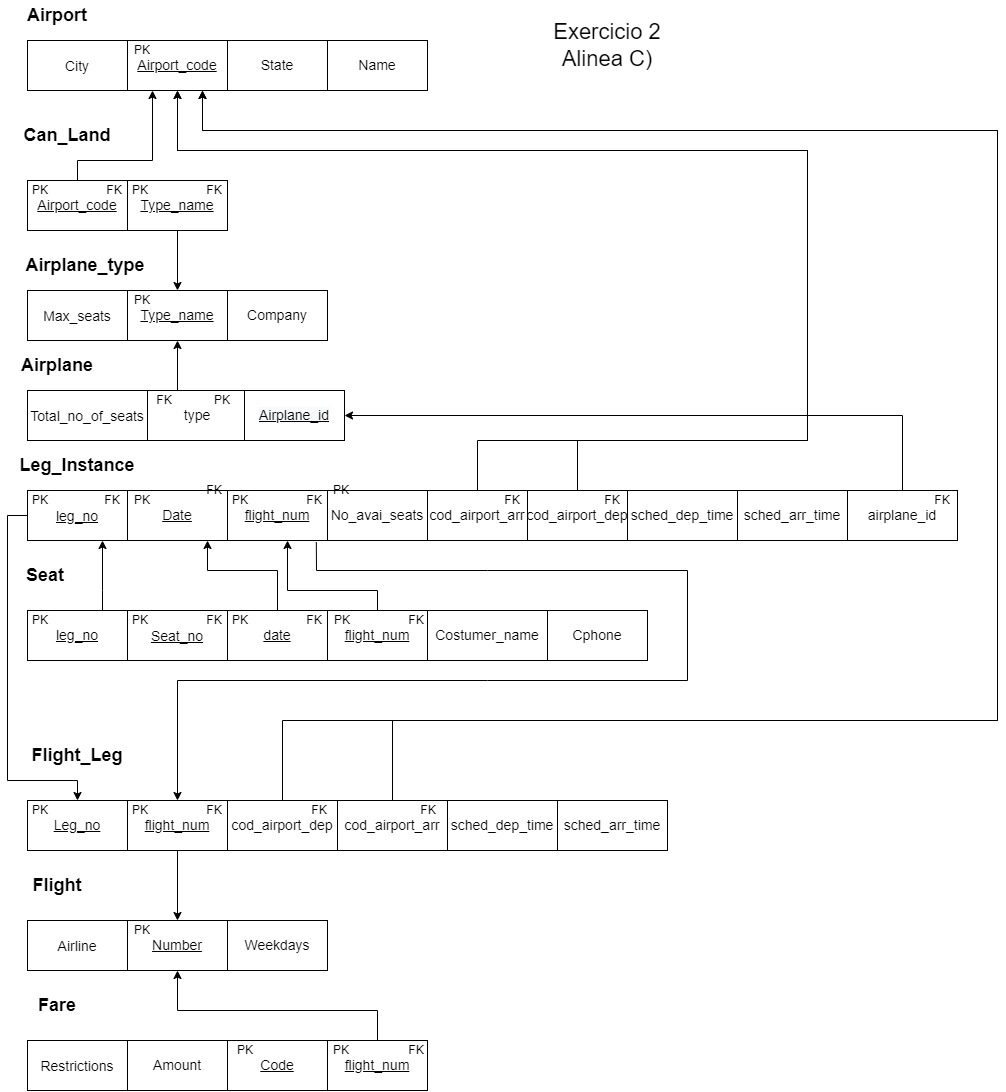 Airport
Exercicio 2
Alinea C)
PK
City Airport_code State Name
Can_Land
PK FK PK FK
Airport_code Type_name
Airplane_type
PK
Max_seats Type_name Company
Airplane
FK PK
Total_no_of_seats type Airplane_id
Leg_Instance
PK FK PK FK PK FK PK FK FK FK
leg_no Date flight_num No_avai_seats cod_airport_arr cod_airport_dep sched_dep_time sched_arr_time airplane_id
Seat
PK PK FK PK FK PK FK
leg_no Seat_no date flight_num Costumer_name Cphone
Flight_Leg
PK PK FK FK FK
Leg_no flight_num cod_airport_dep cod_airport_arr sched_dep_time sched_arr_time
Flight
PK
Airline Number Weekdays
Fare
PK PK FK
Restrictions Amount Code flight_num